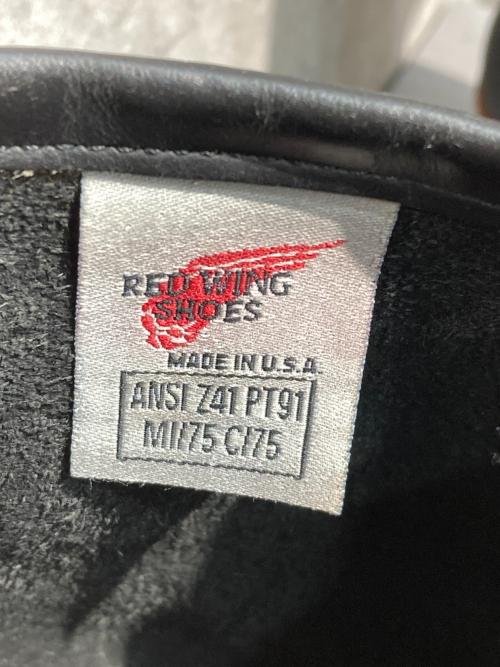 RED WING
SHOES
MADE IN U.S.A.
ANSI Z41 PT91
MI/75 C/75